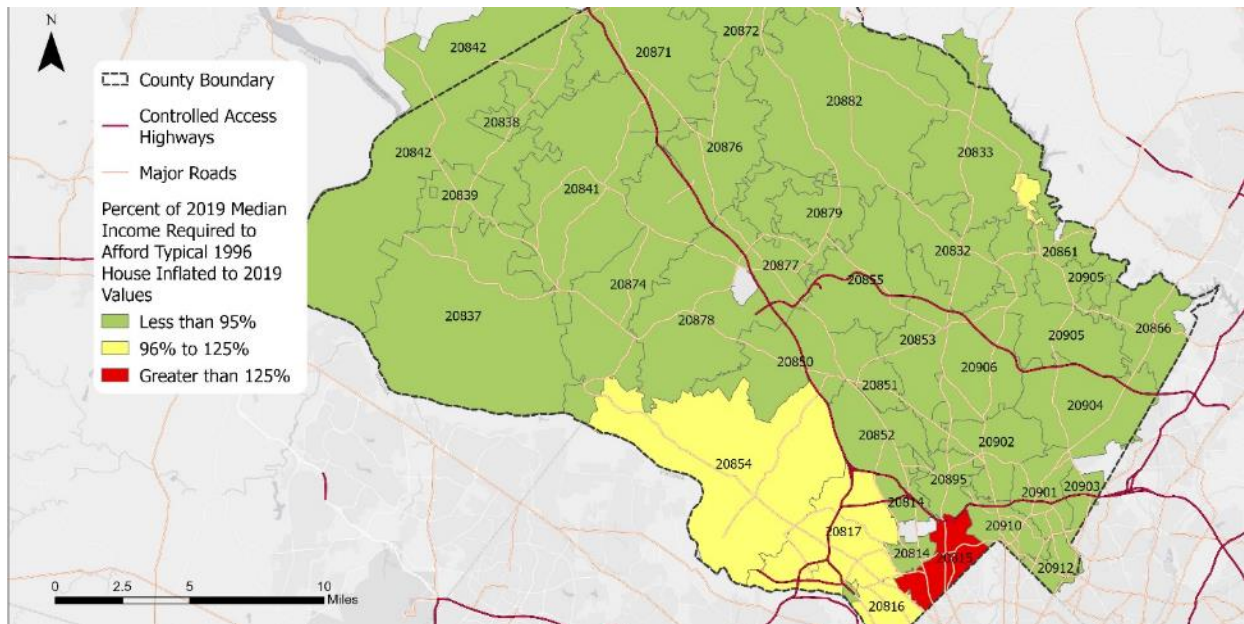 N
County Boundary
Controlled Access
Highways
Major Roads
Percent of 2019 Median
Income Required to
Afford Typical 1996
House Inflated to 2019
Values
Less than 95%
96% to 125%
Greater than 125%
20842
20871
20872
20882
20838
20842
20876
20833
20839
20841
20879
20832
20861
20877
20855
20905
20874
20837
20878
20853
20905
20866
20850
20851
20906
20904
20852
20902
20854
20895
20901
20903
20814
20817
20910
20814
20815
20912
20816
0 2.5 5 10
Miles